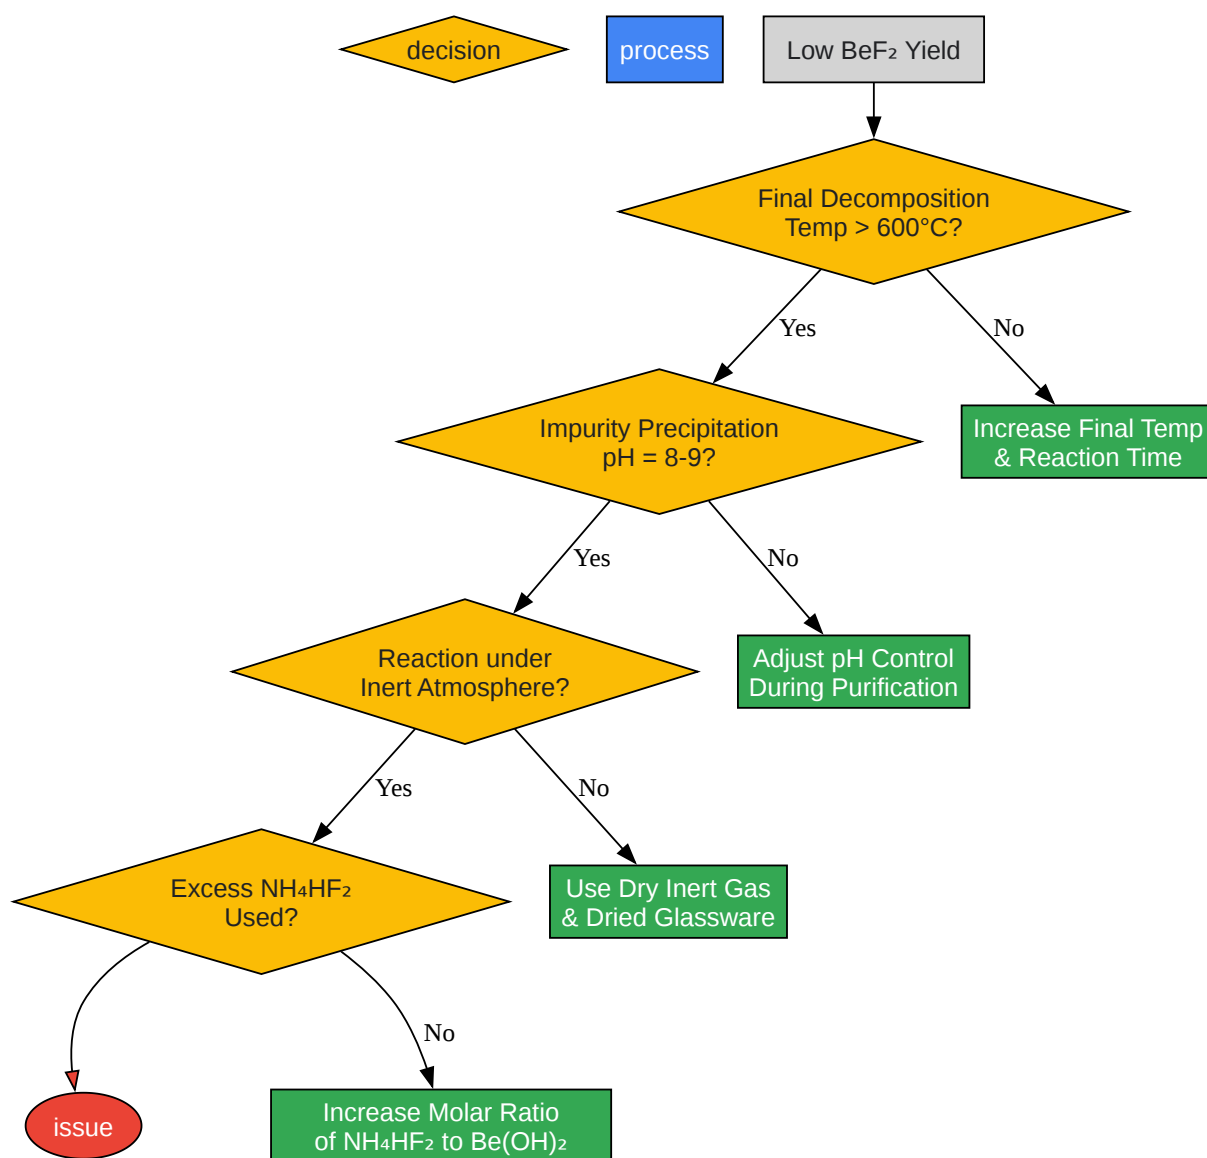 decision
process
Low BeF₂ Yield
Final Decomposition
Temp > 600°C?
Yes
No
Impurity Precipitation
pH = 8-9?
Increase Final Temp
& Reaction Time
Yes
No
Reaction under
Inert Atmosphere?
Adjust pH Control
During Purification
Yes
No
Excess NH₄HF₂
Used?
Use Dry Inert Gas
& Dried Glassware
No
issue
Increase Molar Ratio
of NH₄HF₂ to Be(OH)₂